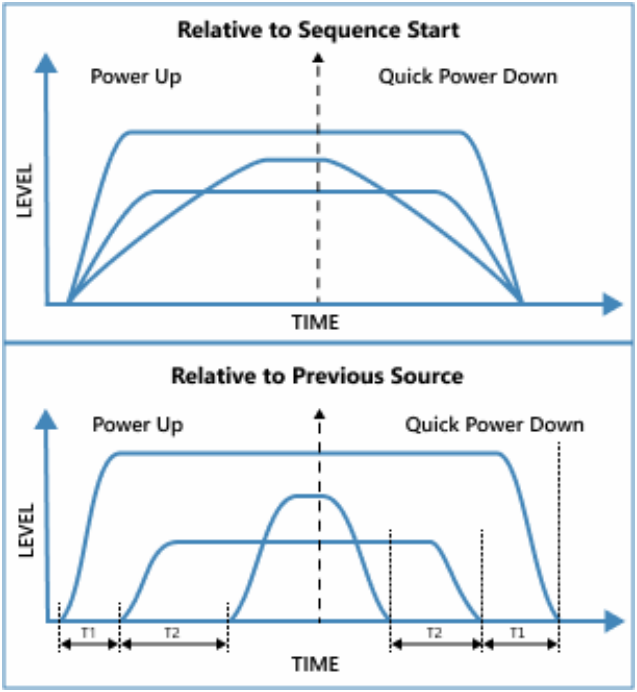 Relative to Sequence Start
Power Up
Quick Power Down
LEVEL
TIME
Relative to Previous Source
Power Up
Quick Power Down
LEVEL
T1
T2
T2
T1
TIME